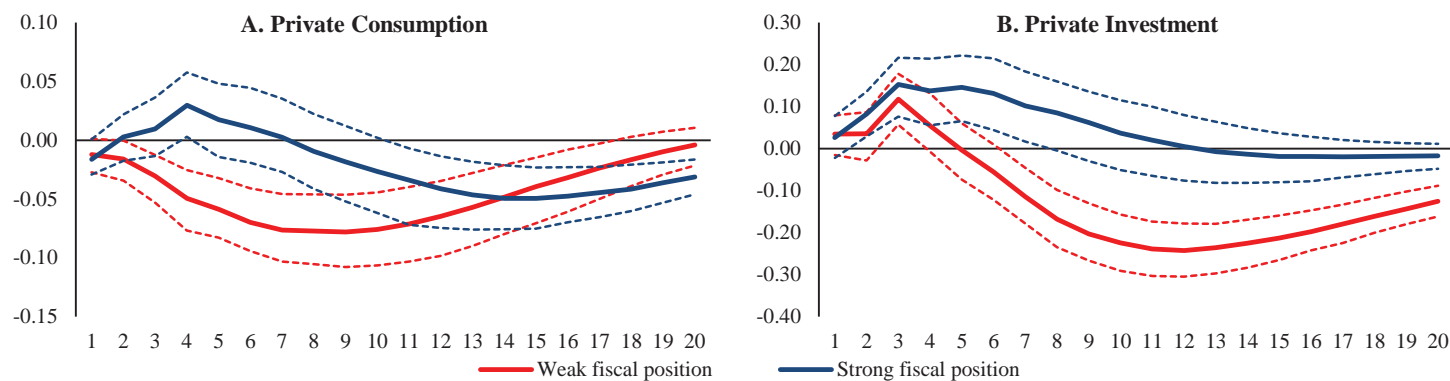 A. Private Consumption
0.10
0.05
0.00
-0.05
-0.10
-0.15
1 2 3 4 5 6 7 8 9 10 11 12 13 14 15 16 17 18 19 20
B. Private Investment
0.30
0.20
0.10
0.00
-0.10
-0.20
-0.30
-0.40
1 2 3 4 5 6 7 8 9 10 11 12 13 14 15 16 17 18 19 20
Weak fiscal position
Strong fiscal position